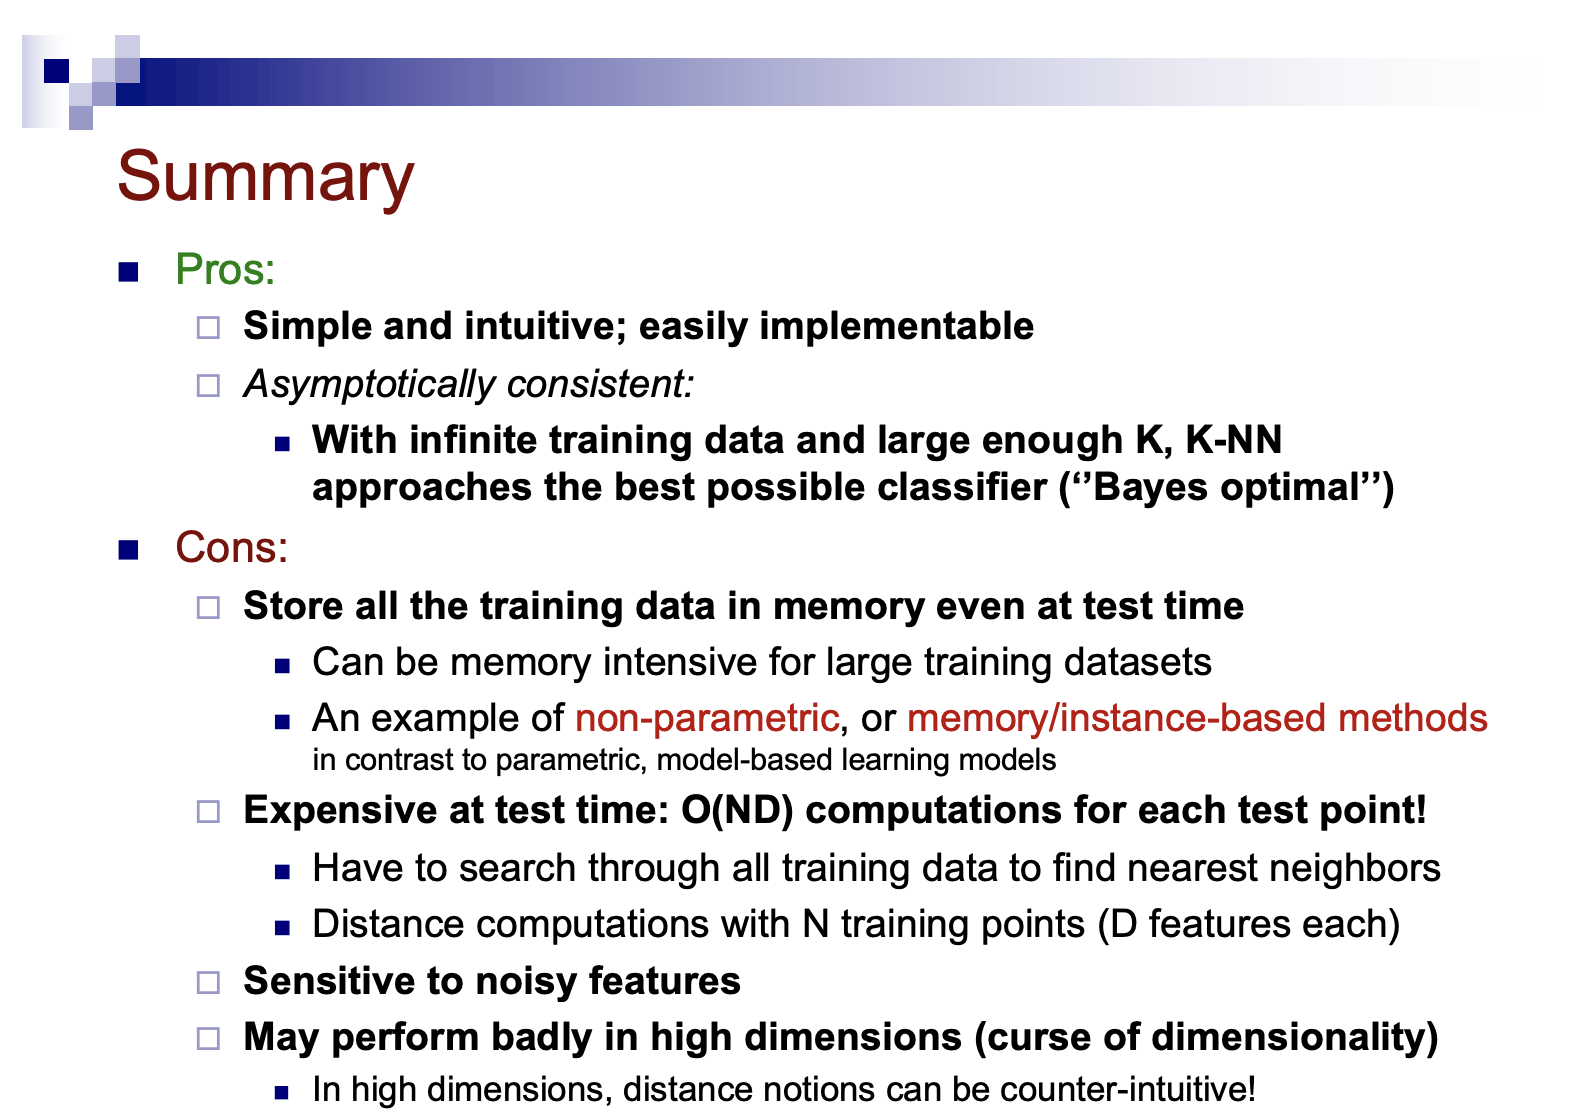 Summary
Pros:
Simple and intuitive; easily implementable
Asymptotically consistent:
With infinite training data and large enough K, K-NN
approaches the best possible classifier (‘’Bayes optimal’’)
Cons:
Store all the training data in memory even at test time
Can be memory intensive for large training datasets
An example of non-parametric, or memory/instance-based methods
in contrast to parametric, model-based learning models
Expensive at test time: O(ND) computations for each test point!
Have to search through all training data to find nearest neighbors
Distance computations with N training points (D features each)
Sensitive to noisy features
May perform badly in high dimensions (curse of dimensionality)
In high dimensions, distance notions can be counter-intuitive!